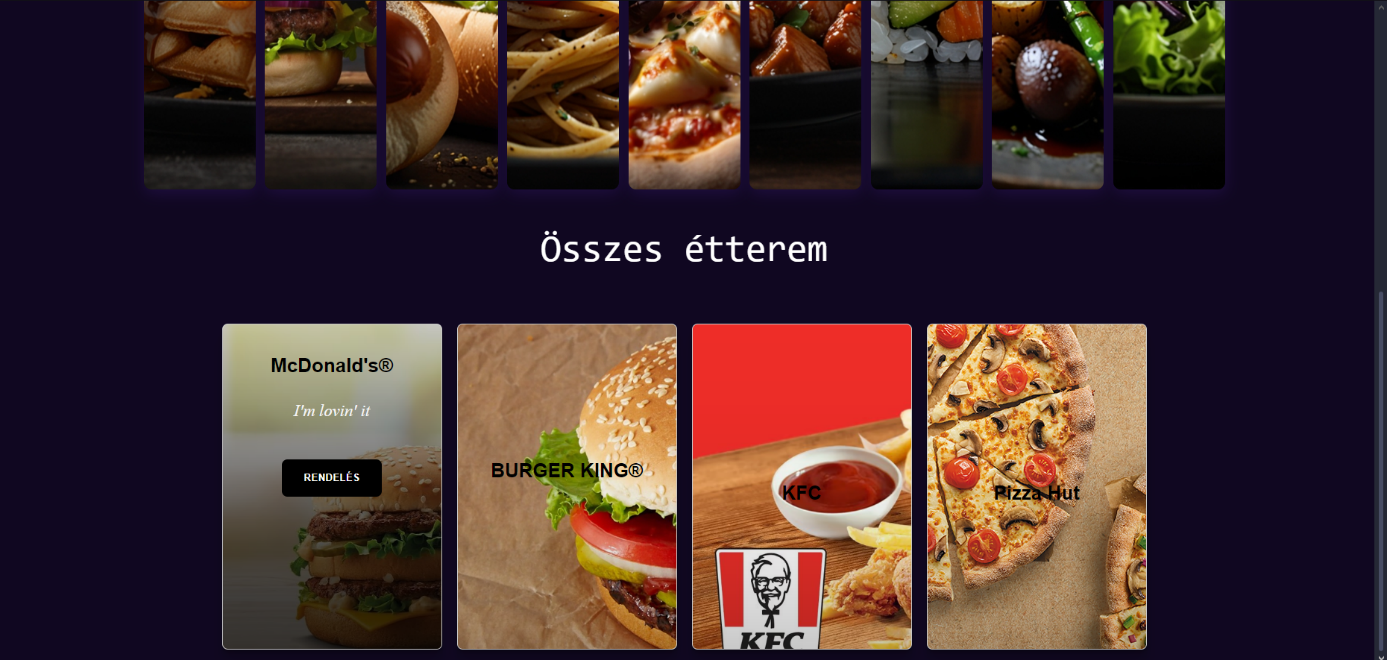 Összes étterem
McDonald's®
I'm lovin' it
RENDELÉS
BURGER KING®
KFC
Pizza Hut
KFC